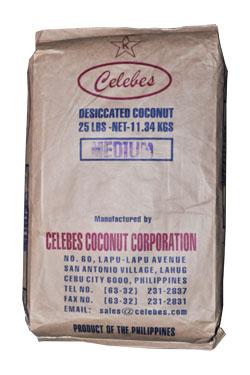 K
Celebes
DESICCATED COCONUT
25 LBS -NET- 11.34 KGS
MEDIUM
Manufactured by
CELEBES COCONUT CORPORATION
NO. 80, LAPU-LAPU AVENUE
SAN ANTONIO VILLAGE, LAHUG
CEBU CITY 6000, PHILIPPINES
TEL NO. (63-32) 231-2837
FAX NO. (63-32) 231-2831
EMAIL: sales@celebes.com
PRODUCT OF THE PHILIPPINES